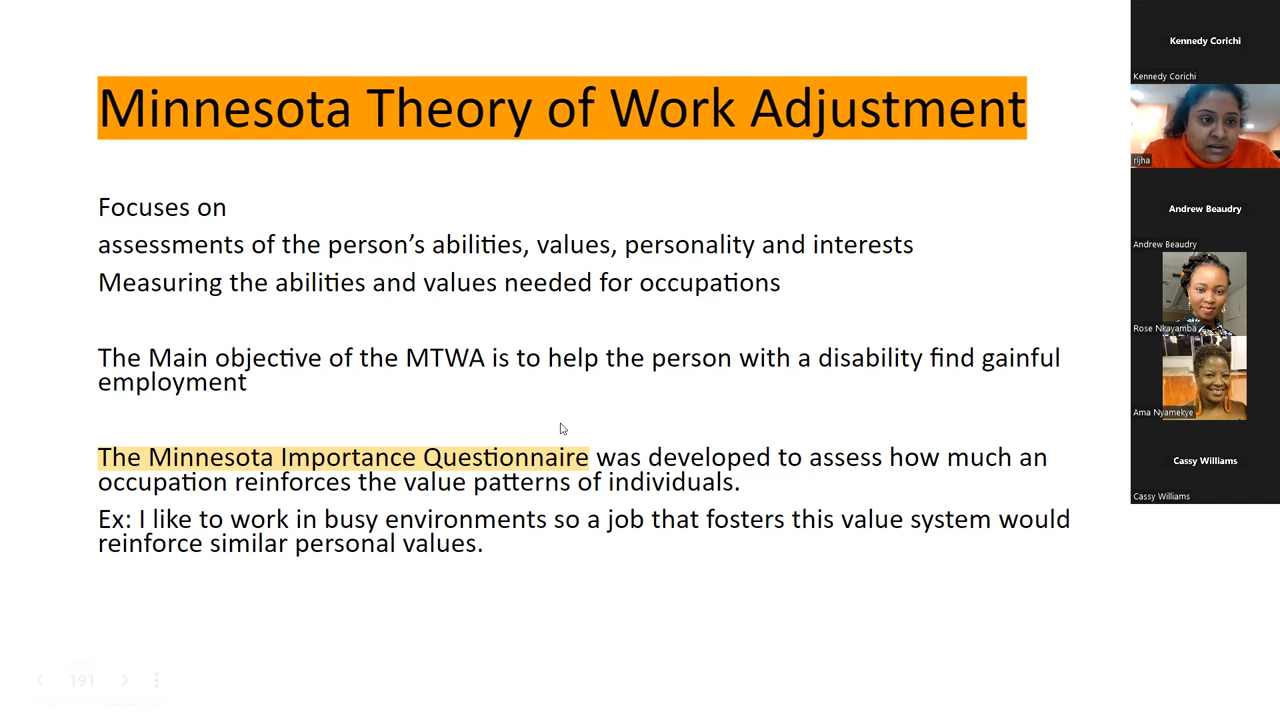 Minnesota Theory of Work Adjustment
Focuses on
assessments of the person’s abilities, values, personality and interests
Measuring the abilities and values needed for occupations
The Main objective of the MTWA is to help the person with a disability find gainful
employment
The Minnesota Importance Questionnaire was developed to assess how much an
occupation reinforces the value patterns of individuals.
Ex: I like to work in busy environments so a job that fosters this value system would
reinforce similar personal values.
191
Kennedy Corichi
Kennedy Corichi
rijha
Andrew Beaudry
Andrew Beaudry
Rose Nkayamba
Ama Nyamekye
Cassy Williams
Cassy Williams